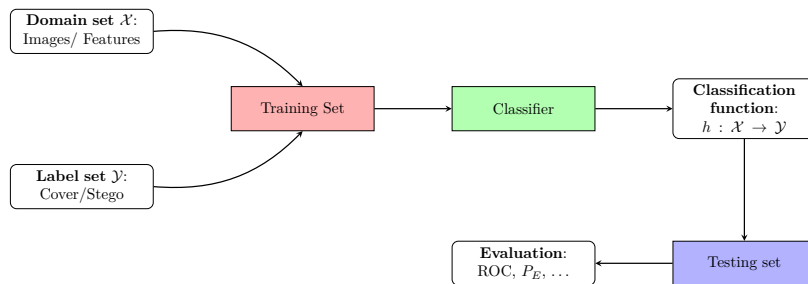 Domain set 𝒳:
Images/ Features
Training Set
Classifier
Classification
function:
h : 𝒳 → 𝒴
Label set 𝒴:
Cover/Stego
Evaluation:
ROC, P_E, …
Testing set